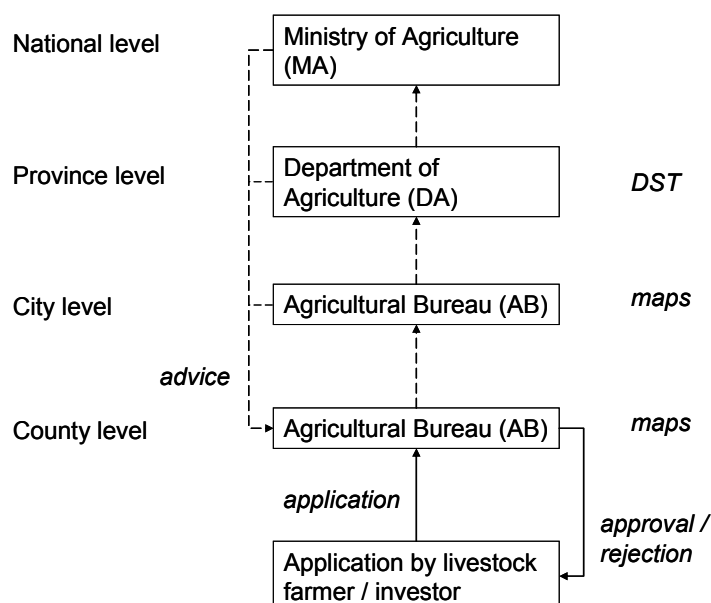 National level
Ministry of Agriculture
(MA)
Province level
Department of
Agriculture (DA)
DST
City level
Agricultural Bureau (AB)
maps
advice
County level
Agricultural Bureau (AB)
maps
application
approval /
rejection
Application by livestock
farmer / investor